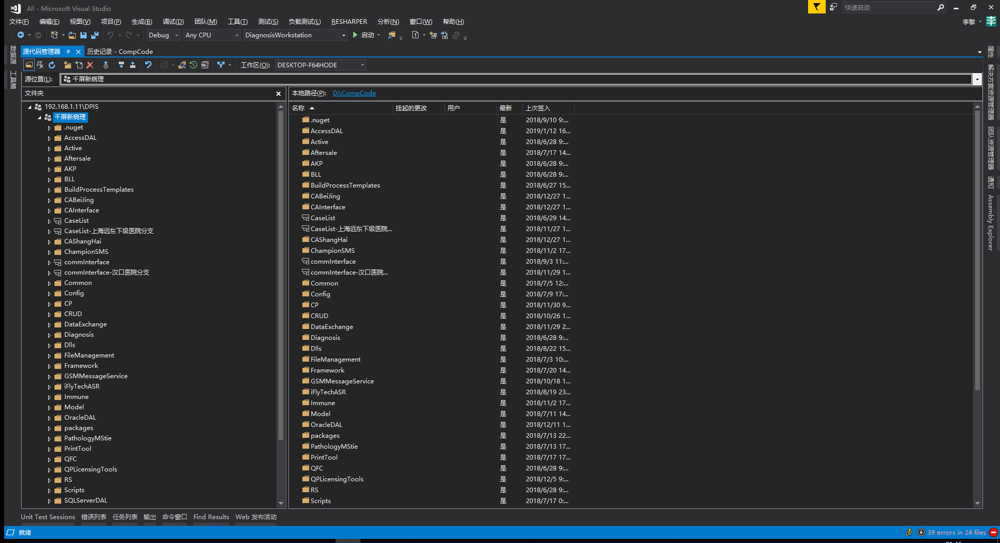 All - Microsoft Visual Studio
快速启动
文件(F) 编辑(E) 视图(V) 项目(P) 生成(B) 调试(D) 团队(M) 工具(T) 测试(S) 负载测试(L) RESHARPER 分析(N) 窗口(W) 帮助(H)
李黎
李
Debug Any CPU DiagnosisWorkstation 启动
数据源
工具箱
源代码管理器 历史记录 - CompCode
工作区(O): DESKTOP-F64HODE
源位置(L): 千屏新病理
文件夹
192.168.1.11\DPIS
千屏新病理
.nuget
AccessDAL
Active
Aftersale
AKP
BLL
BuildProcessTemplates
CABeiJing
CAInterface
CaseList
CaseList-上海远东下级医院分支
CAShangHai
ChampionSMS
commInterface
commInterface-汉口医院分支
Common
Config
CP
CRUD
DataExchange
Diagnosis
Dlls
FileManagement
Framework
GSMMessageService
iFlyTechASR
Immune
Model
OracleDAL
packages
PathologyMStie
PrintTool
QFC
QPLicensingTools
RS
Scripts
SQLServerDAL
本地路径(P): D:\CompCode
名称 挂起的更改 用户 最新 上次签入
.nuget 是 2018/9/10 9:...
AccessDAL 是 2019/1/12 16...
Active 是 2018/6/28 9:...
Aftersale 是 2018/7/17 14...
AKP 是 2018/6/28 9:...
BLL 是 2018/6/28 9:...
BuildProcessTemplates 是 2018/6/27 15...
CABeiJing 是 2018/12/27 1...
CAInterface 是 2018/12/27 1...
CaseList 是 2018/6/29 14...
CaseList-上海远东下级医院... 是 2018/11/27 1...
CAShangHai 是 2018/12/27 1...
ChampionSMS 是 2018/11/2 17...
commInterface 是 2018/9/3 11:...
commInterface-汉口医院... 是 2018/11/29 1...
Common 是 2018/7/5 12:...
Config 是 2018/7/9 17:...
CP 是 2018/11/30 9...
CRUD 是 2018/10/26 1...
DataExchange 是 2018/11/29 2...
Diagnosis 是 2018/6/28 9:...
Dlls 是 2018/8/22 15...
FileManagement 是 2018/7/3 10:...
Framework 是 2018/7/20 14...
GSMMessageService 是 2018/10/18 1...
iFlyTechASR 是 2018/8/19 23...
Immune 是 2018/11/2 17...
Model 是 2018/7/11 14...
OracleDAL 是 2018/12/11 1...
packages 是 2018/7/13 22...
PathologyMStie 是 2018/7/13 17...
PrintTool 是 2018/7/17 17...
QFC 是 2018/6/28 9:...
QPLicensingTools 是 2018/12/5 9:...
RS 是 2018/6/28 9:...
Scripts 是 2018/7/17 0:...
属性
解决方案资源管理器
团队资源管理器
通知
Assembly Explorer
Unit Test Sessions 错误列表 任务列表 输出 命令窗口 Find Results Web 发布活动
就绪
39 errors in 24 files